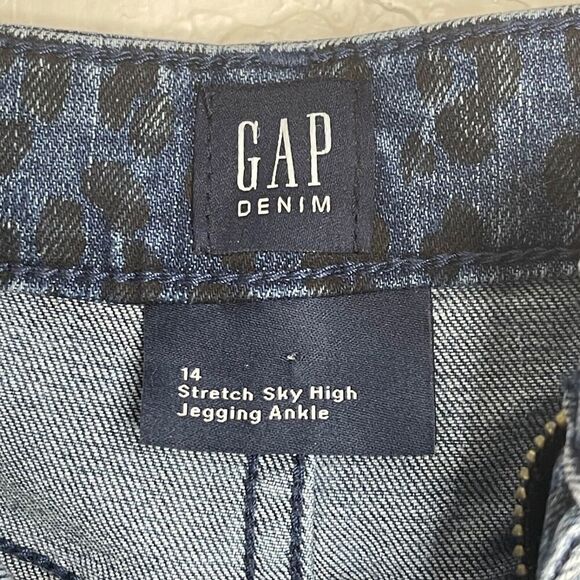 GAP
DENIM
14
Stretch Sky High
Jegging Ankle